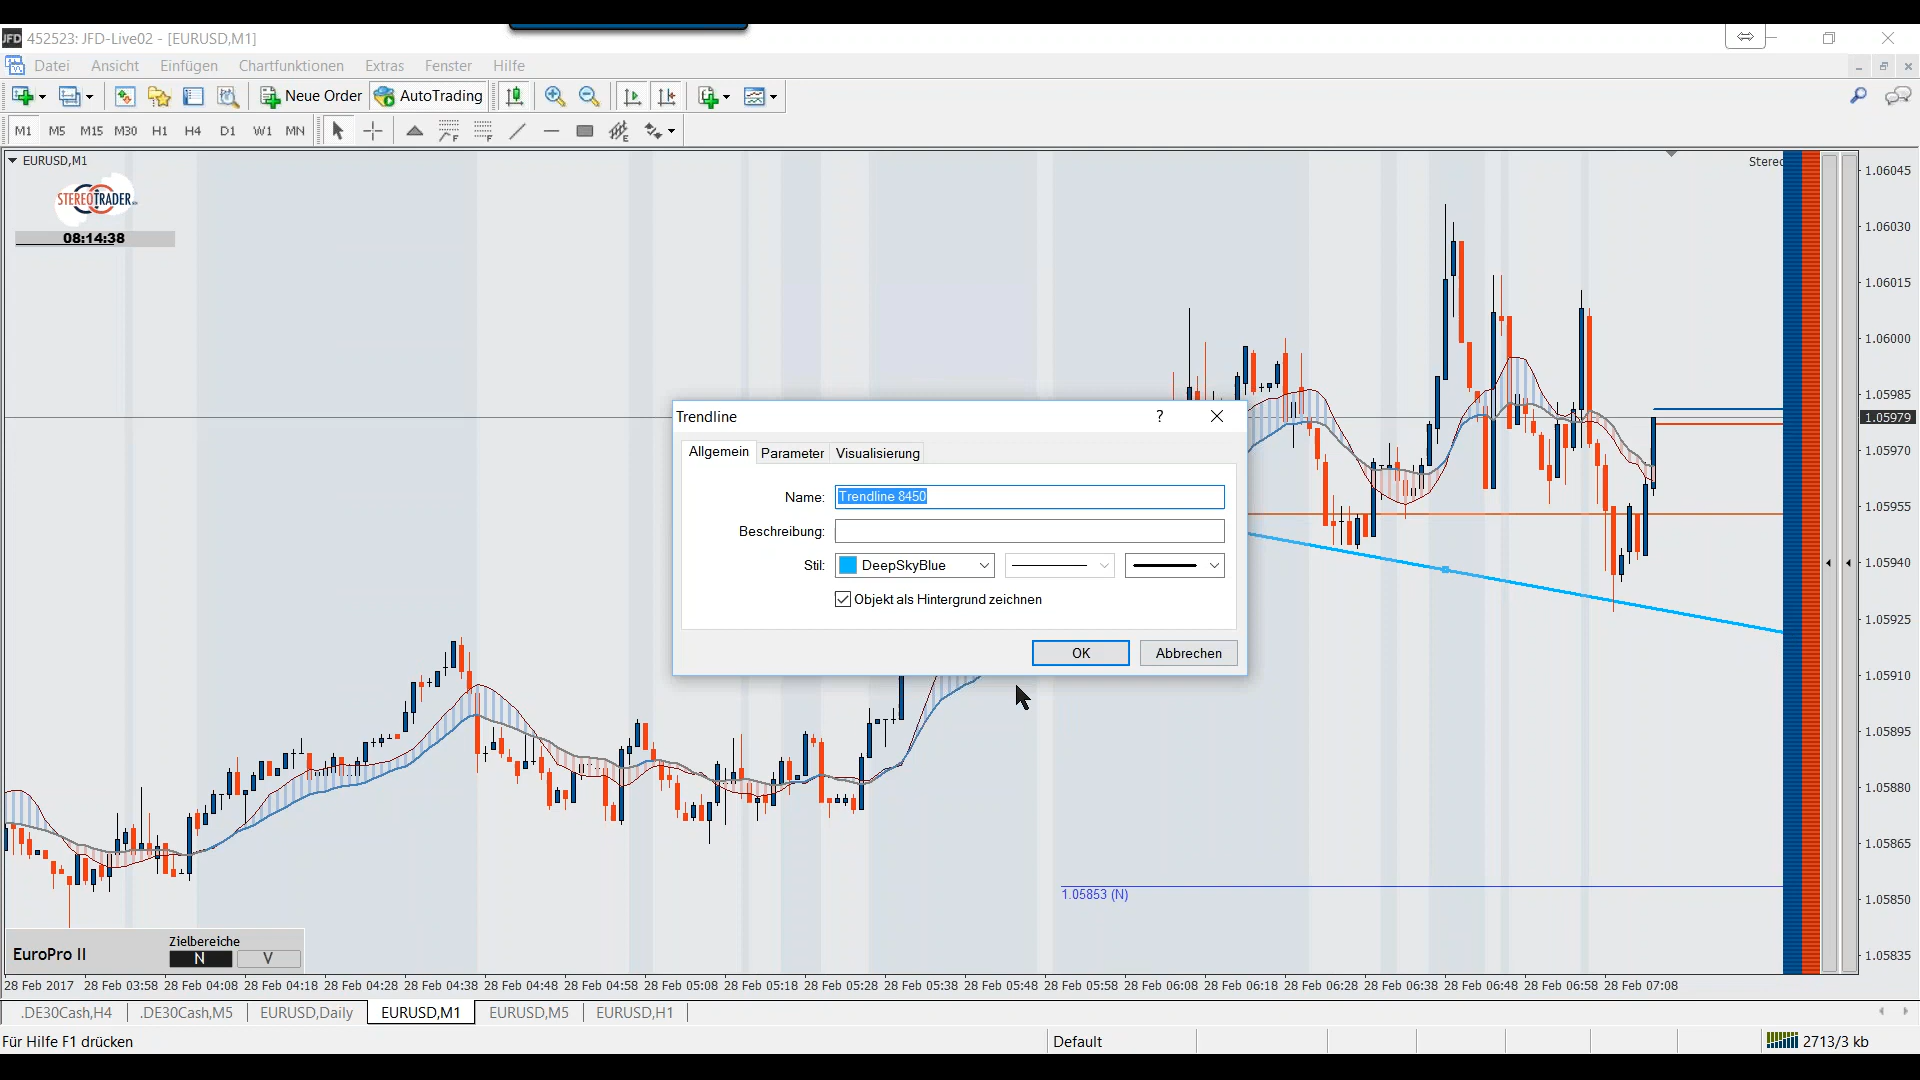 JFD 452523: JFD-Live02 - [EURUSD,M1]
Datei Ansicht Einfügen Chartfunktionen Extras Fenster Hilfe
Neue Order AutoTrading
M1 M5 M15 M30 H1 H4 D1 W1 MN
EURUSD,M1
Stereo
STEREOTRADER
08:14:38
1.06045
1.06030
1.06015
1.06000
1.05985
1.05979
1.05970
1.05955
1.05940
1.05925
1.05910
1.05895
1.05880
1.05865
1.05850
1.05835
Trendline ?
Allgemein Parameter Visualisierung
Name: Trendline 8450
Beschreibung:
Stil: DeepSkyBlue
Objekt als Hintergrund zeichnen
OK Abbrechen
1.05853 (N)
EuroPro II
Zielbereiche
N V
28 Feb 2017 28 Feb 03:58 28 Feb 04:08 28 Feb 04:18 28 Feb 04:28 28 Feb 04:38 28 Feb 04:48 28 Feb 04:58 28 Feb 05:08 28 Feb 05:18 28 Feb 05:28 28 Feb 05:38 28 Feb 05:48 28 Feb 05:58 28 Feb 06:08 28 Feb 06:18 28 Feb 06:28 28 Feb 06:38 28 Feb 06:48 28 Feb 06:58 28 Feb 07:08
.DE30Cash,H4 .DE30Cash,M5 EURUSD,Daily EURUSD,M1 EURUSD,M5 EURUSD,H1
Für Hilfe F1 drücken Default 2713/3 kb